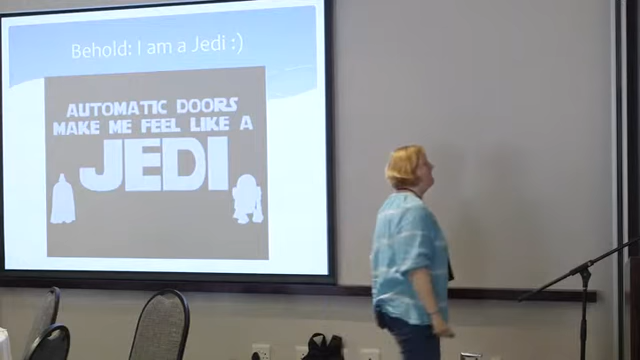 Behold: I am a Jedi :)
AUTOMATIC DOORS
MAKE ME FEEL LIKE A
JEDI